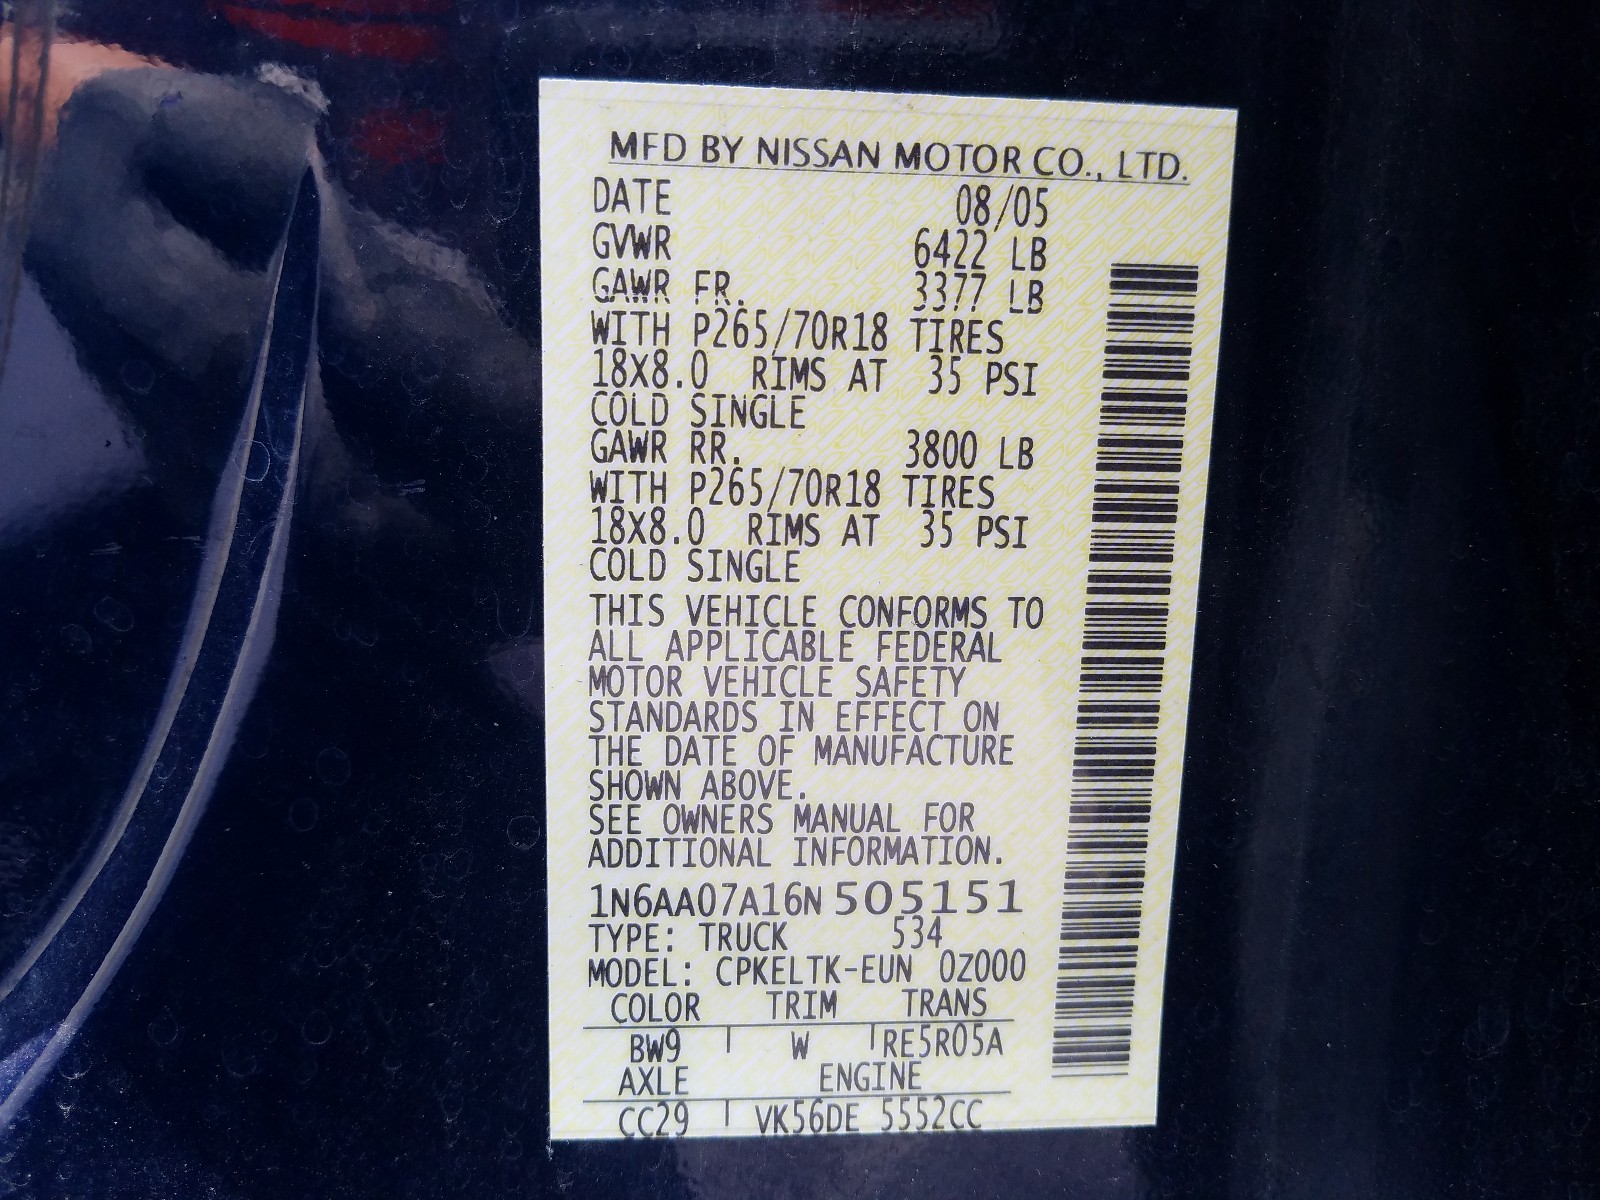 MFD BY NISSAN MOTOR CO., LTD.
DATE 08/05
GVWR 6422 LB
GAWR FR. 3377 LB
WITH P265/70R18 TIRES
18X8.0 RIMS AT 35 PSI
COLD SINGLE
GAWR RR. 3800 LB
WITH P265/70R18 TIRES
18X8.0 RIMS AT 35 PSI
COLD SINGLE
THIS VEHICLE CONFORMS TO
ALL APPLICABLE FEDERAL
MOTOR VEHICLE SAFETY
STANDARDS IN EFFECT ON
THE DATE OF MANUFACTURE
SHOWN ABOVE.
SEE OWNERS MANUAL FOR
ADDITIONAL INFORMATION.
1N6AA07A16N 505151
TYPE: TRUCK 534
MODEL: CPKELTK-EUN 0Z000
COLOR TRIM TRANS
BW9 W RE5R05A
AXLE ENGINE
CC29 VK56DE 5552CC